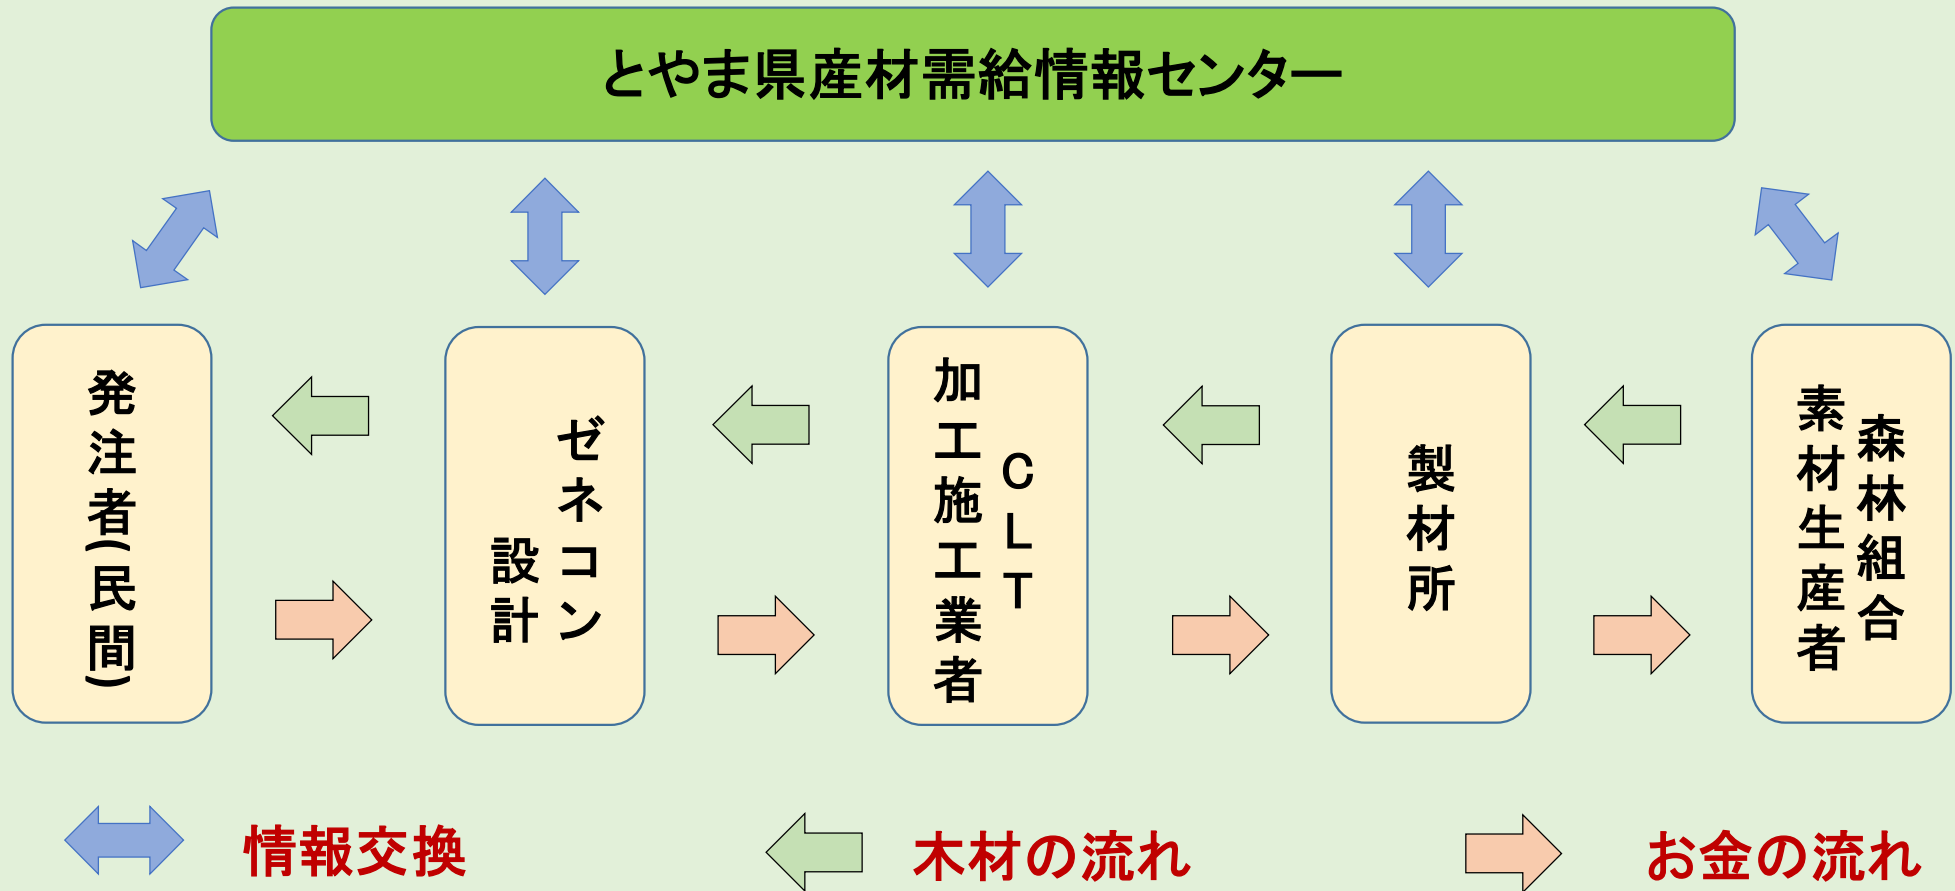 とやま県産材需給情報センター
発注者(民間)
ゼネコン
設計
CLT
加工施工業者
製材所
森林組合
素材生産者
情報交換
木材の流れ
お金の流れ